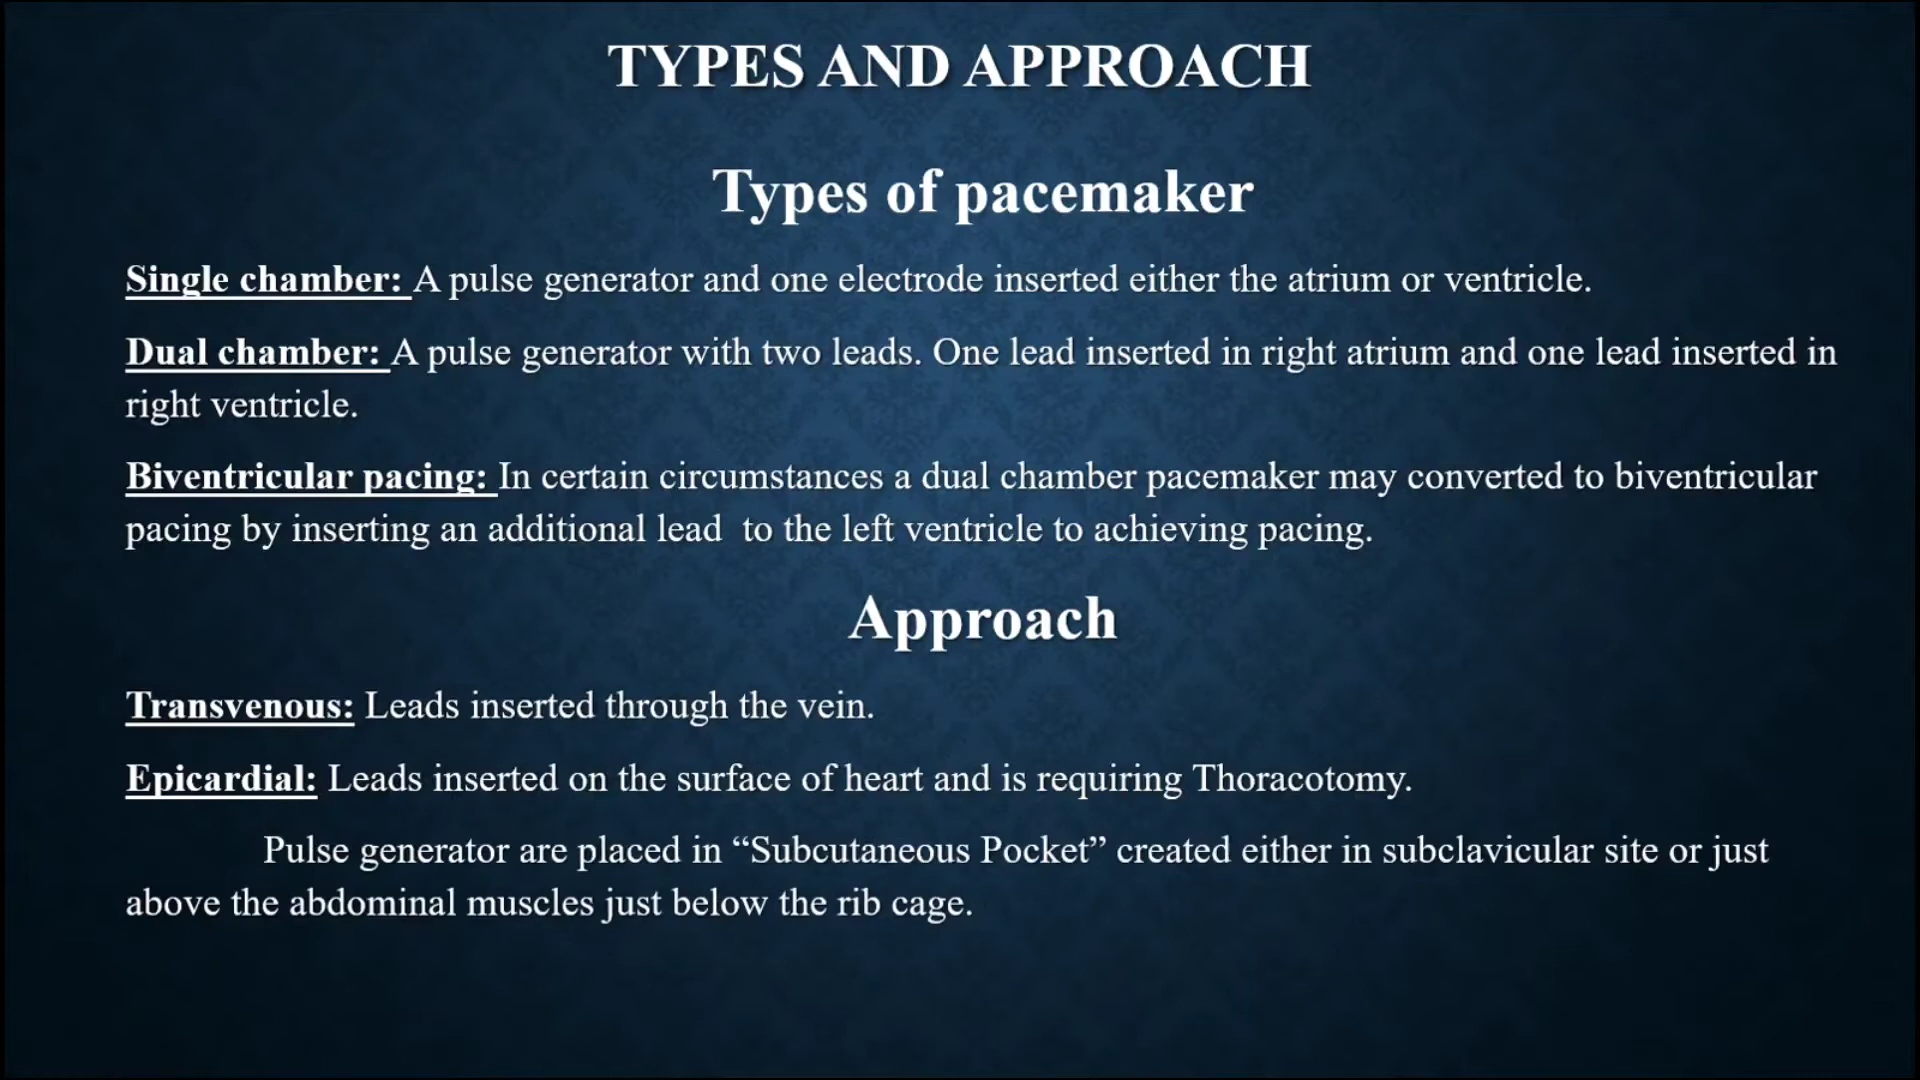 TYPES AND APPROACH
Types of pacemaker
Single chamber: A pulse generator and one electrode inserted either the atrium or ventricle.
Dual chamber: A pulse generator with two leads. One lead inserted in right atrium and one lead inserted in
right ventricle.
Biventricular pacing: In certain circumstances a dual chamber pacemaker may converted to biventricular
pacing by inserting an additional lead  to the left ventricle to achieving pacing.
Approach
Transvenous: Leads inserted through the vein.
Epicardial: Leads inserted on the surface of heart and is requiring Thoracotomy.
Pulse generator are placed in “Subcutaneous Pocket” created either in subclavicular site or just
above the abdominal muscles just below the rib cage.